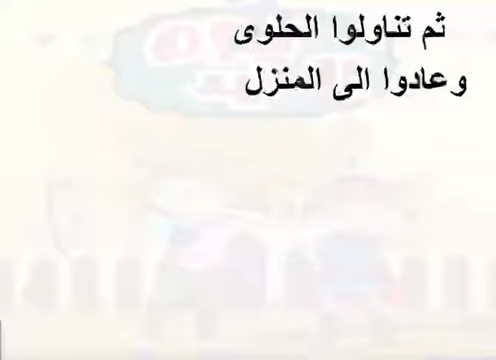 ثم تناولوا الحلوى
وعادوا الى المنزل